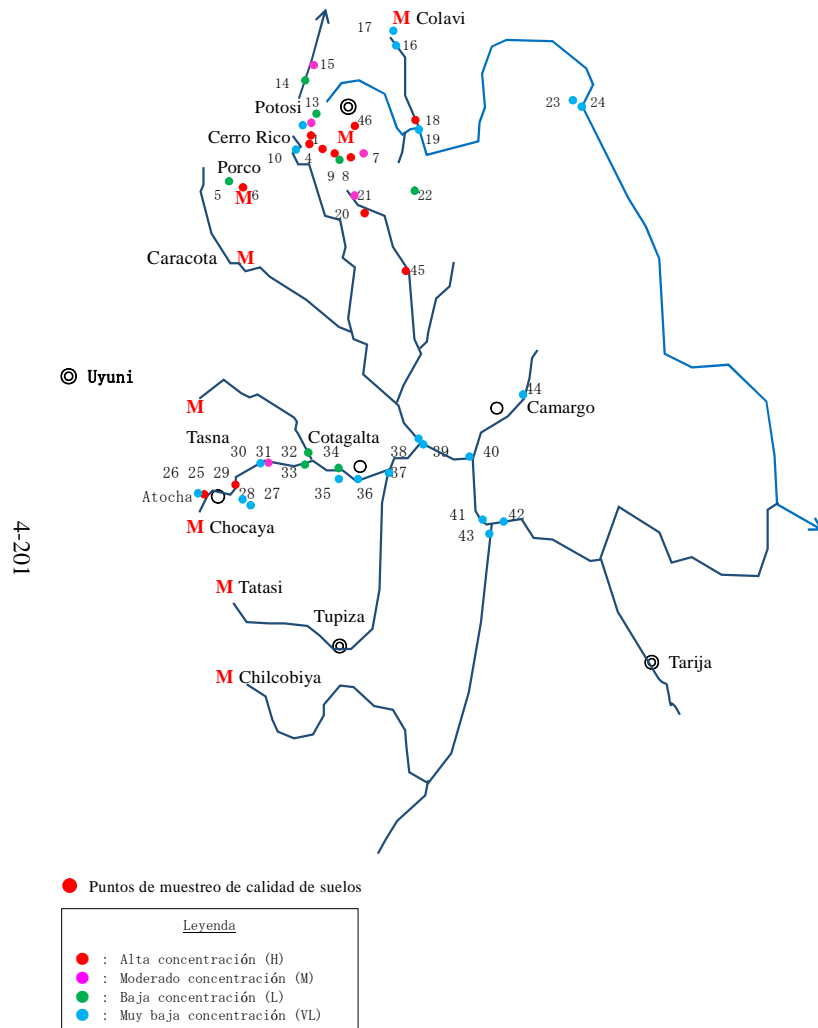 17
M Colavi
16
15
14
13
Potosi
46
18
Cerro Rico
1
M
19
10
4
7
Porco
9 8
5
M
6
21
22
20
23
24
Caracota
M
45
Uyuni
M
44
Camargo
Tasna
Cotagalta
30
31
32
34
38
39
40
26
25
29
33
37
Atocha
28
27
35
36
M Chocaya
41
42
43
M Tatasi
Tupiza
M Chilcobiya
Tarija
4-201
Puntos de muestreo de calidad de suelos
Leyenda
: Alta concentración (H)
: Moderado concentración (M)
: Baja concentración (L)
: Muy baja concentración (VL)